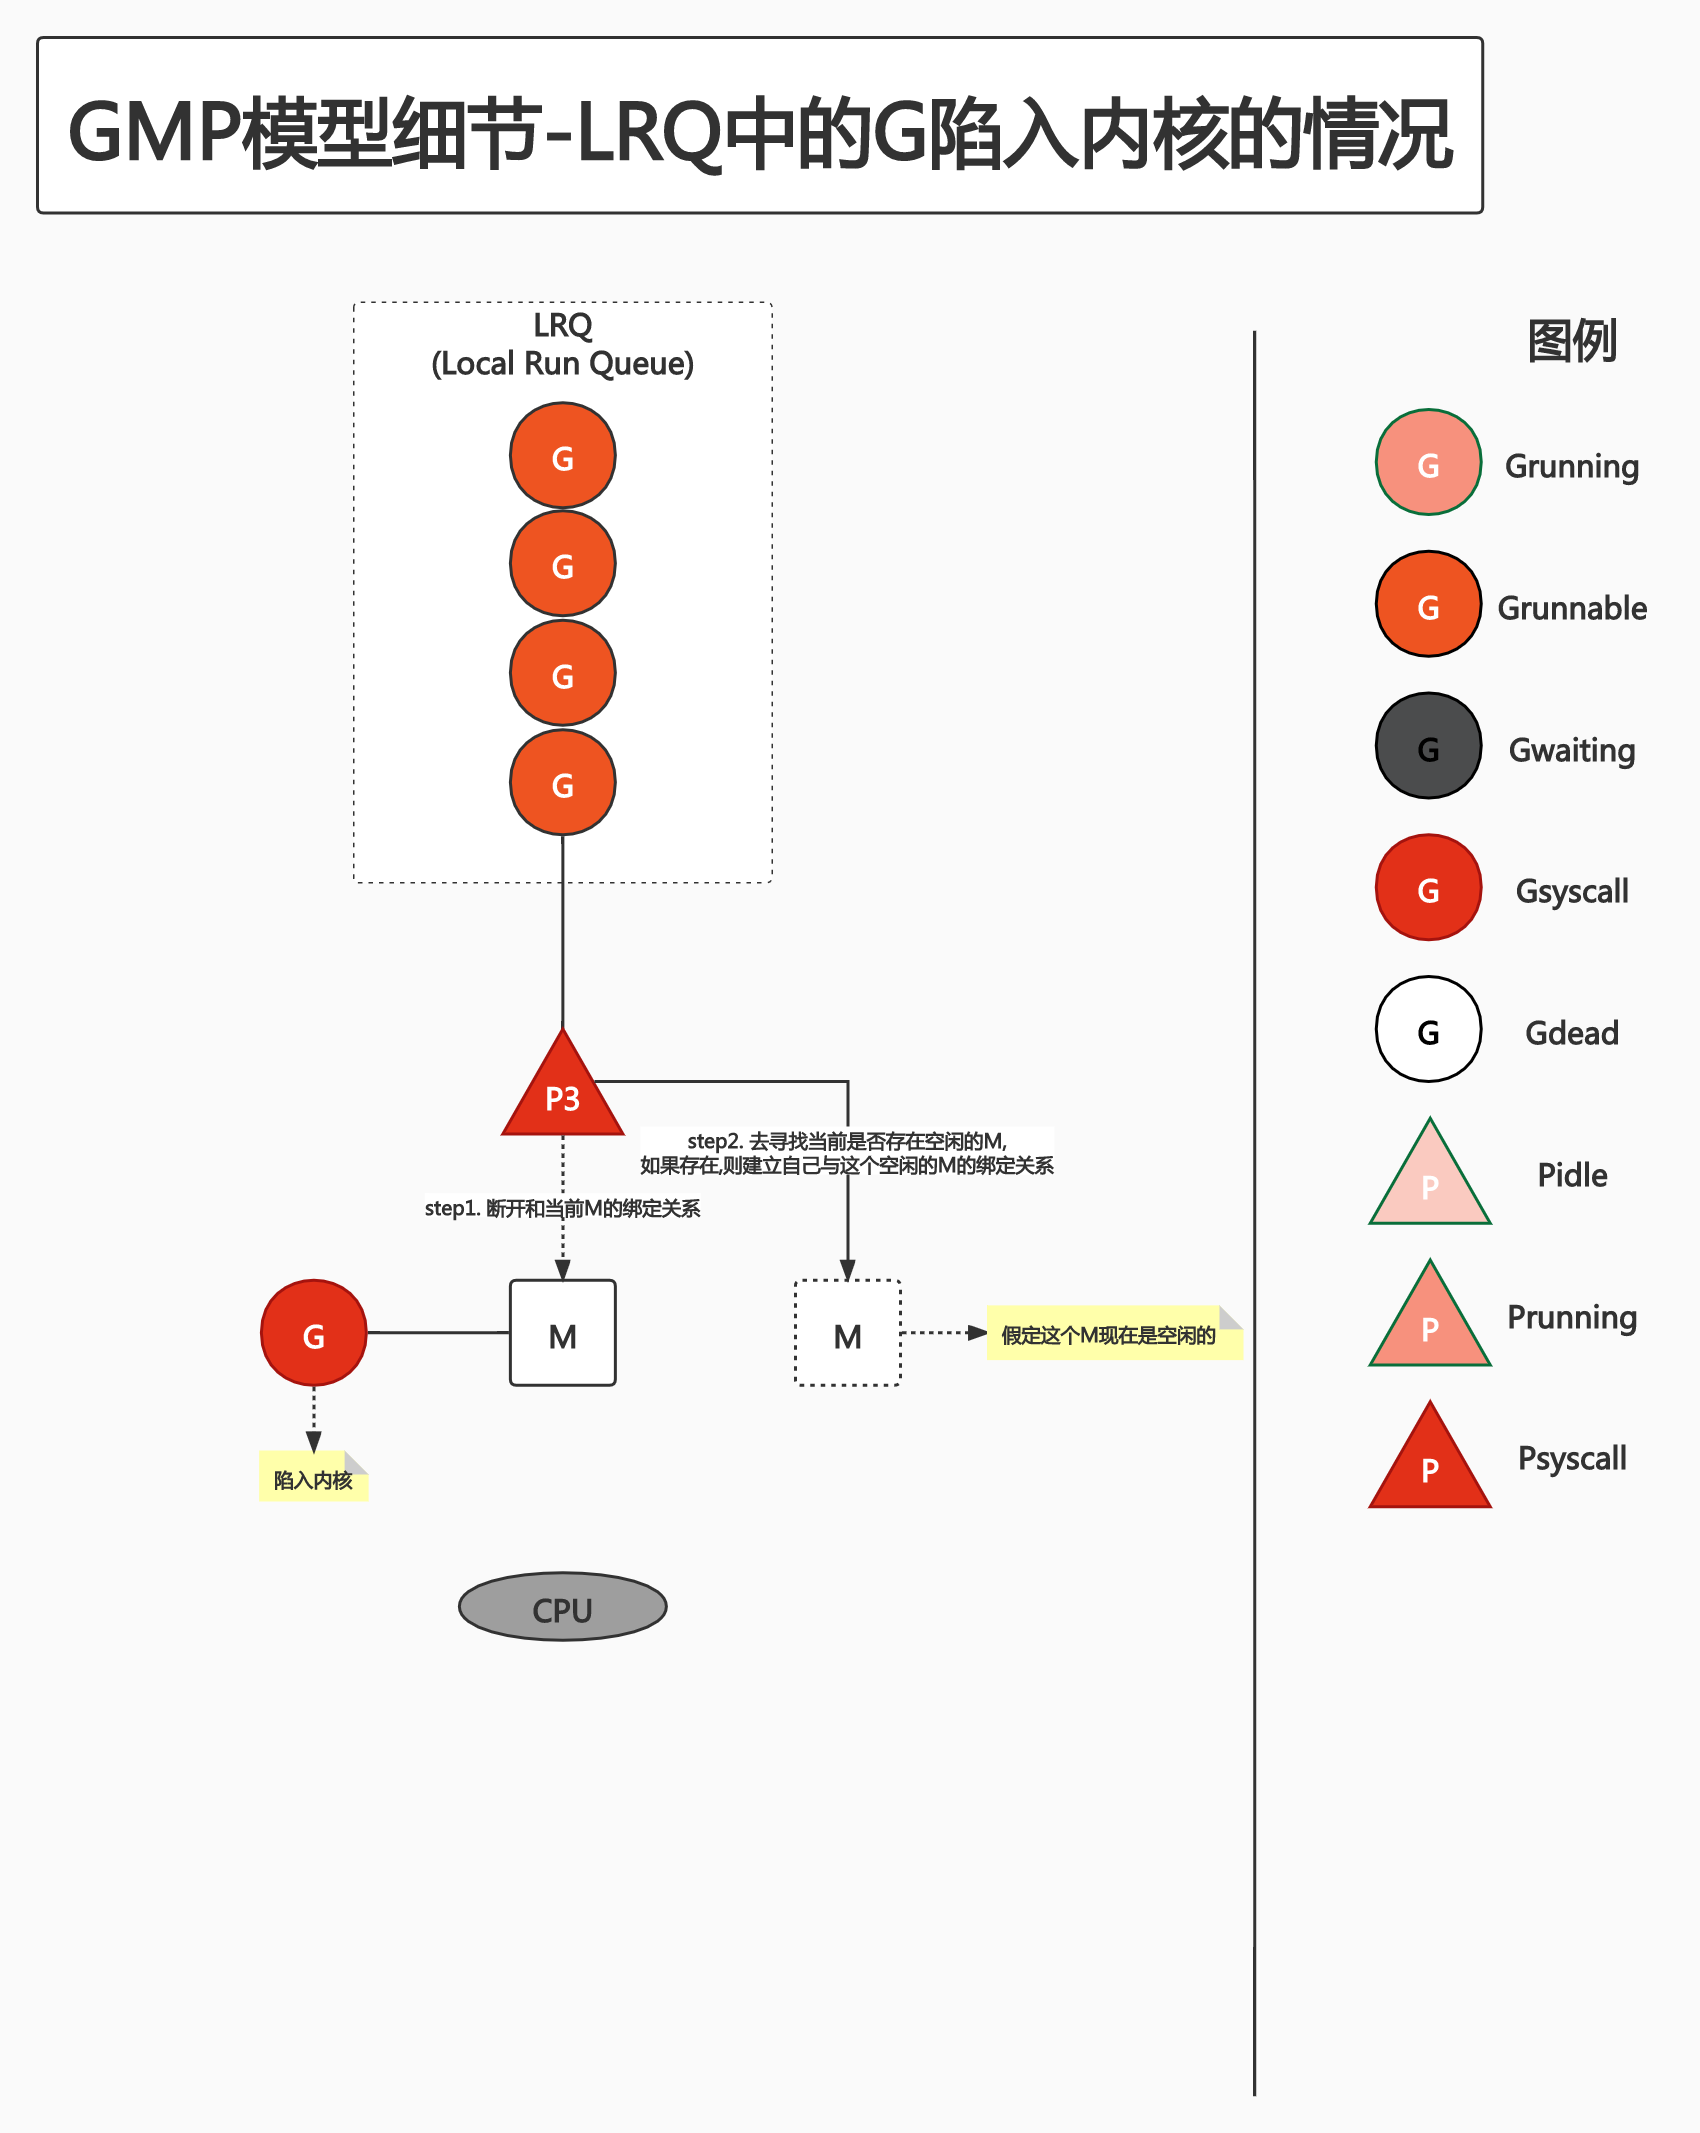 GMP模型细节-LRQ中的G陷入内核的情况
LRQ
(Local Run Queue)
G
G
G
G
P3
step2. 去寻找当前是否存在空闲的M,
如果存在,则建立自己与这个空闲的M的绑定关系
step1. 断开和当前M的绑定关系
G
M
M
假定这个M现在是空闲的
陷入内核
CPU
图例
G Grunning
G Grunnable
G Gwaiting
G Gsyscall
G Gdead
P Pidle
P Prunning
P Psyscall